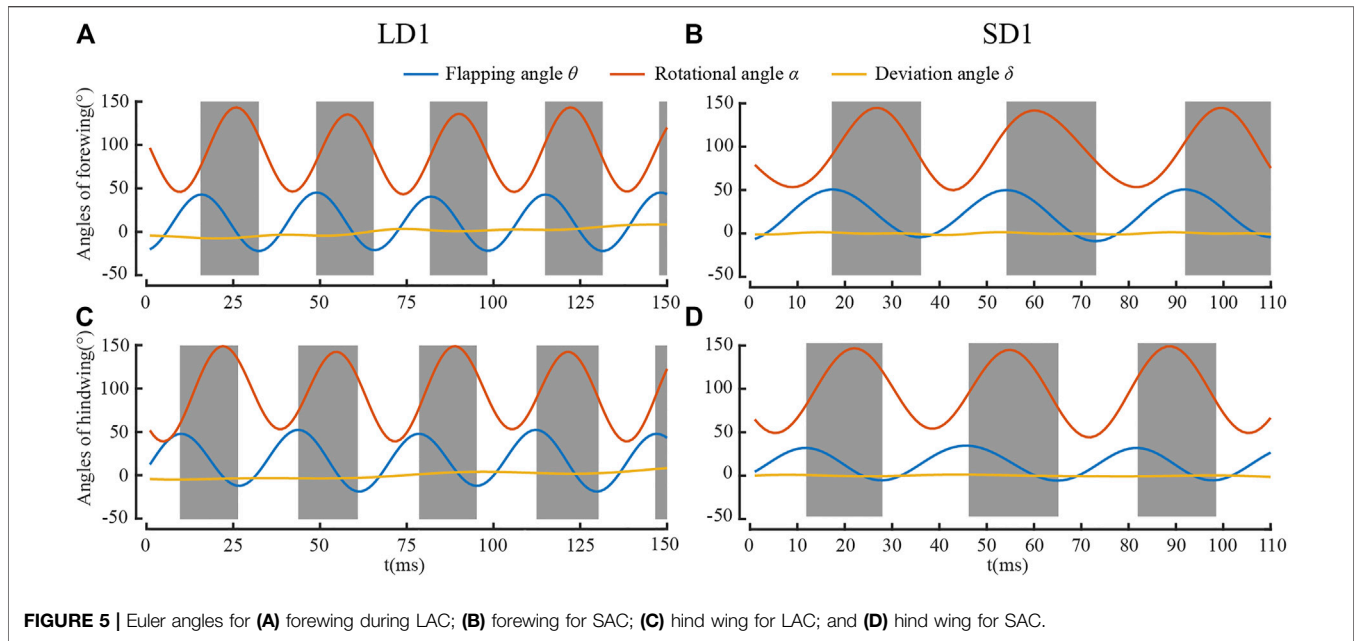 A LD1 B SD1
Flapping angle θ Rotational angle α Deviation angle δ
Angles of forewing(°)
150
100
50
0
-50
0 25 50 75 100 125 150
150
100
50
0
-50
0 10 20 30 40 50 60 70 80 90 100 110
C
Angles of hindwing(°)
150
100
50
0
-50
0 25 50 75 100 125 150
t(ms)
D
150
100
50
0
-50
0 10 20 30 40 50 60 70 80 90 100 110
t(ms)
FIGURE 5 | Euler angles for (A) forewing during LAC; (B) forewing for SAC; (C) hind wing for LAC; and (D) hind wing for SAC.